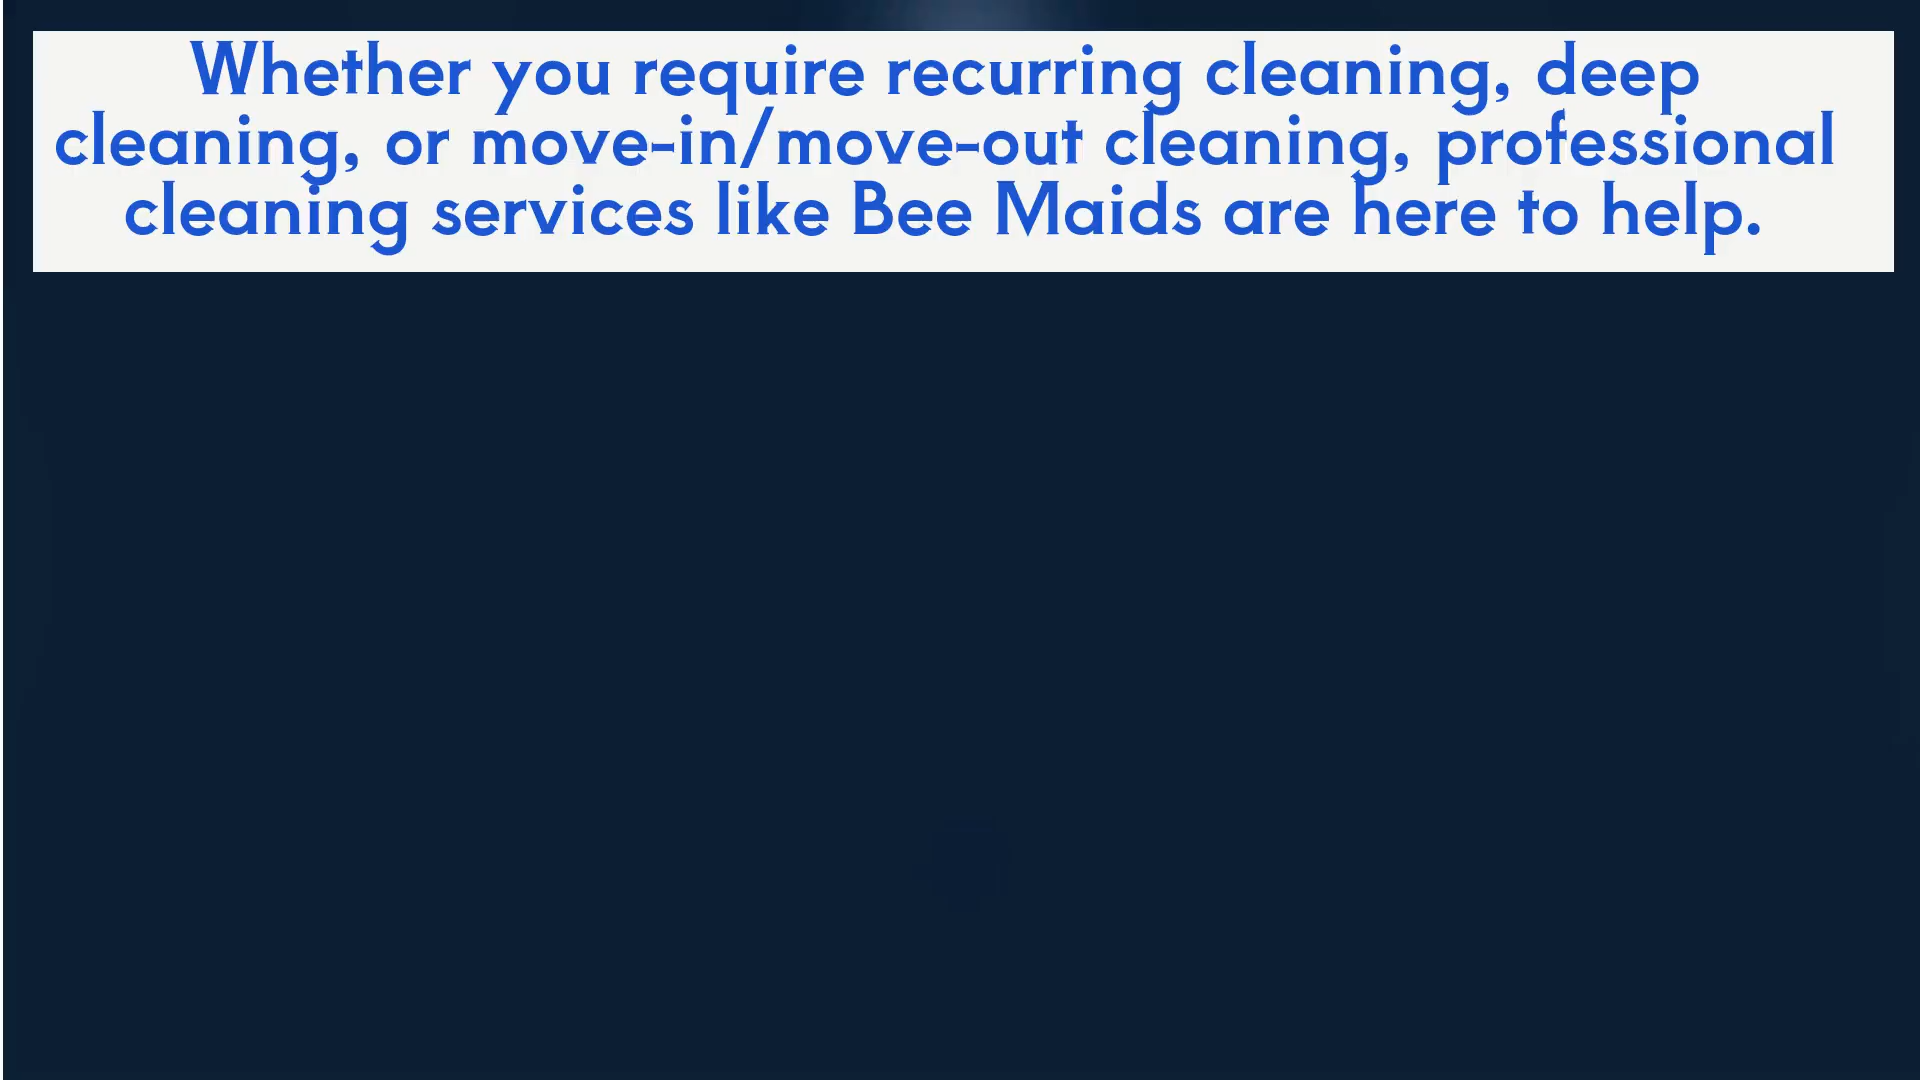 Whether you require recurring cleaning, deep
cleaning, or move-in/move-out cleaning, professional
cleaning services like Bee Maids are here to help.